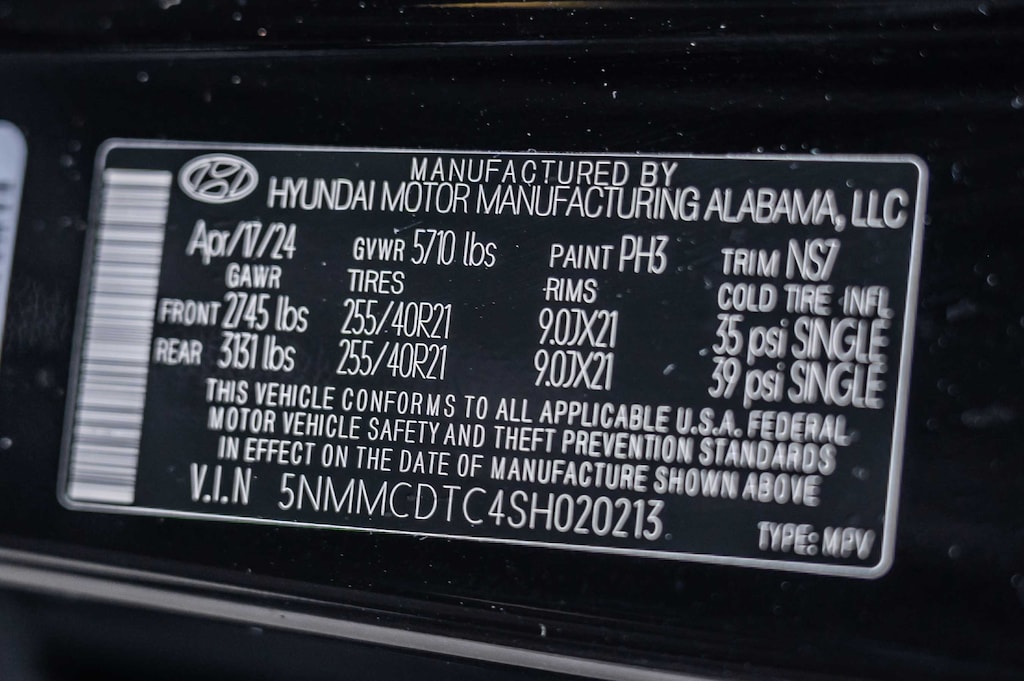 MANUFACTURED BY
HYUNDAI MOTOR MANUFACTURING ALABAMA, LLC
Apr/17/24 GVWR 5710 lbs PAINT PH3 TRIM NS7
GAWR TIRES RIMS COLD TIRE INFL
FRONT 2745 lbs 255/40R21 9.0JX21 35 psi SINGLE
REAR 3131 lbs 255/40R21 9.0JX21 39 psi SINGLE
THIS VEHICLE CONFORMS TO ALL APPLICABLE U.S.A. FEDERAL
MOTOR VEHICLE SAFETY AND THEFT PREVENTION STANDARDS
IN EFFECT ON THE DATE OF MANUFACTURE SHOWN ABOVE
V.I.N 5NMMCDTC4SH020213
TYPE: MPV